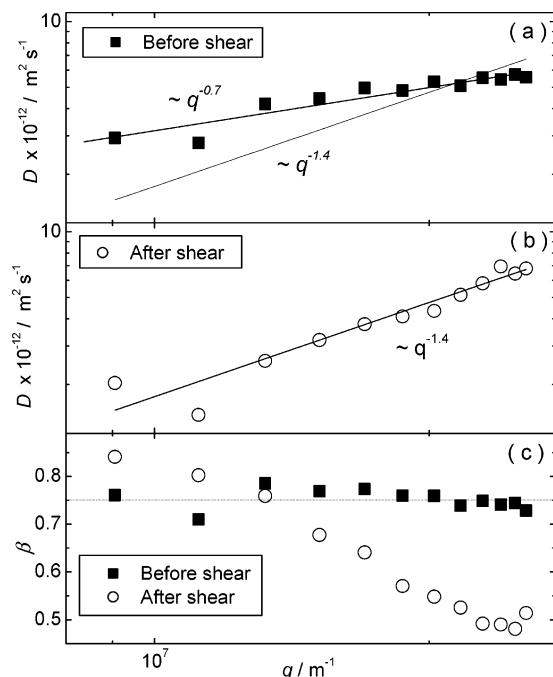 10
( a )
■ Before shear
~ q^-0.7
~ q^-1.4
D x 10^-12 / m^2 s^-1
10
( b )
○ After shear
~ q^-1.4
D x 10^-12 / m^2 s^-1
( c )
0.8
0.7
0.6
0.5
β
■ Before shear
○ After shear
10^7
q / m^-1